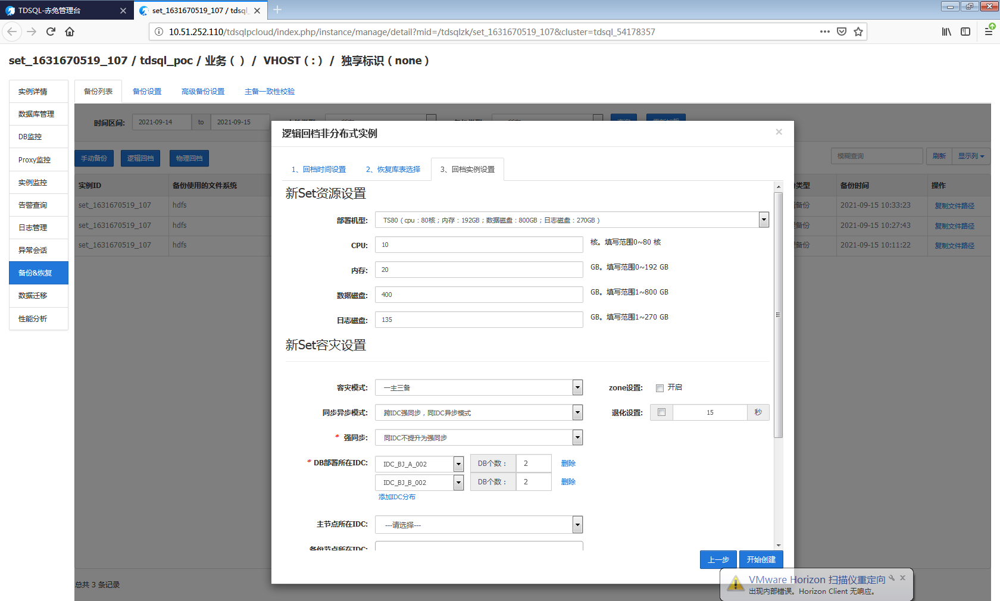 TDSQL-赤兔管理台
set_1631670519_107 / tdsql_
10.51.252.110/tdsqlpcloud/index.php/instance/manage/detail?mid=/tdsqlzk/set_1631670519_107&cluster=tdsql_54178357
set_1631670519_107 / tdsql_poc / 业务 ( ) / VHOST ( : ) / 独享标识 ( none )
实例详情
数据库管理
DB监控
Proxy监控
实例监控
告警查询
日志管理
异常会话
备份&恢复
数据迁移
性能分析
备份列表 备份设置 高级备份设置 主备一致性校验
时间区间: 2021-09-14 to 2021-09-15
手动备份 逻辑回档 物理回档
模糊查询 刷新 显示列
实例ID 备份使用的文件系统 类型 备份时间 操作
set_1631670519_107 hdfs 备份 2021-09-15 10:33:23 复制文件路径
set_1631670519_107 hdfs 备份 2021-09-15 10:27:43 复制文件路径
set_1631670519_107 hdfs 备份 2021-09-15 10:11:22 复制文件路径
总共 3 条记录
逻辑回档非分布式实例
1、回档时间设置 2、恢复库表选择 3、回档实例设置
新Set资源设置
部署机型: TS80 ( cpu : 80核 ; 内存 : 192GB ; 数据磁盘 : 800GB ; 日志磁盘 : 270GB )
CPU: 10 核。填写范围0~80 核
内存: 20 GB。填写范围0~192 GB
数据磁盘: 400 GB。填写范围1~800 GB
日志磁盘: 135 GB。填写范围1~270 GB
新Set容灾设置
容灾模式: 一主三备 zone设置: 开启
同步异步模式: 跨IDC强同步，同IDC异步模式 退化设置: 15 秒
* 强同步: 同IDC不提升为强同步
* DB部署所在IDC: IDC_BJ_A_002 DB个数： 2 删除
IDC_BJ_B_002 DB个数： 2 删除
添加IDC分布
主节点所在IDC: ---请选择---
备份节点所在IDC:
上一步 开始创建
VMware Horizon 扫描仪重定向
出现内部错误。Horizon Client 无响应。